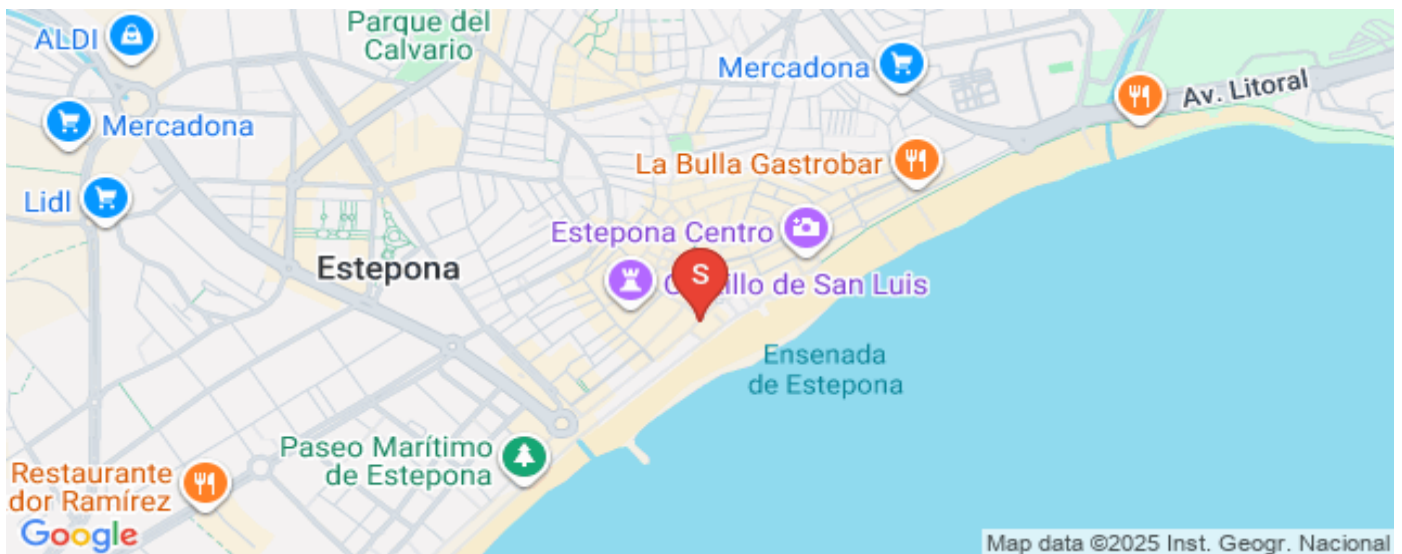 Parque del
Calvario
ALDI
Mercadona
Mercadona
Av. Litoral
La Bulla Gastrobar
Lidl
Estepona Centro
Estepona
S
illo de San Luis
Ensenada
de Estepona
Paseo Marítimo
de Estepona
Restaurante
dor Ramírez
Google
Map data ©2025 Inst. Geogr. Nacional